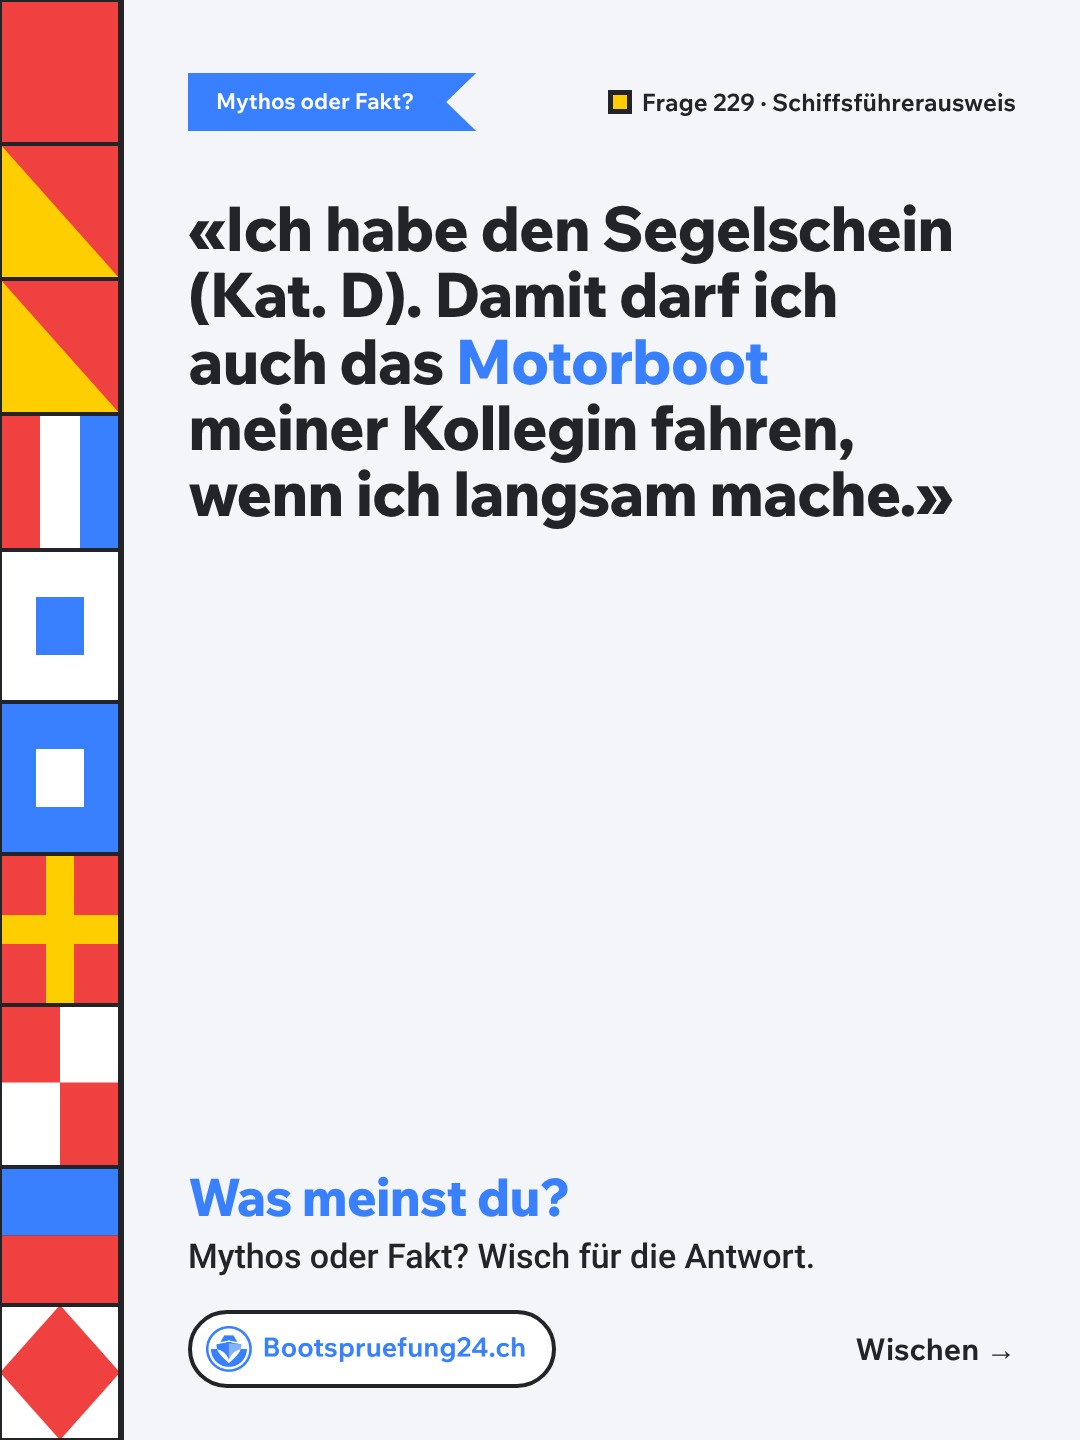 Mythos oder Fakt?
Frage 229 · Schiffsführerausweis
«Ich habe den Segelschein
(Kat. D). Damit darf ich
auch das Motorboot
meiner Kollegin fahren,
wenn ich langsam mache.»
Was meinst du?
Mythos oder Fakt? Wisch für die Antwort.
Bootspruefung24.ch
Wischen →